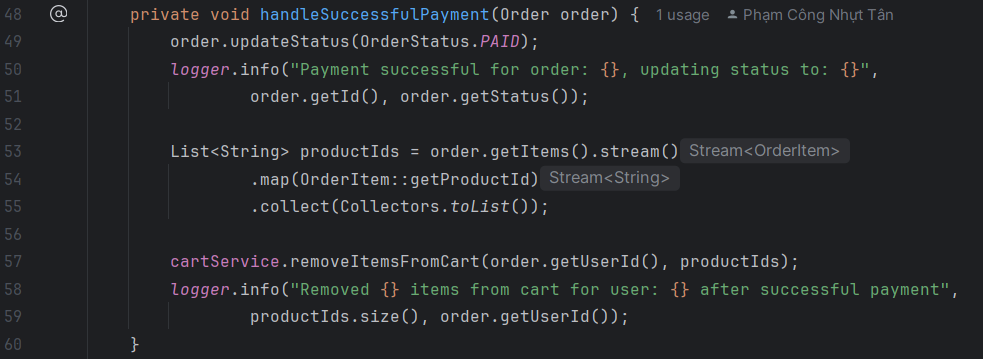 48 @ private void handleSuccessfulPayment(Order order) { 1 usage Phạm Công Nhựt Tân
49 order.updateStatus(OrderStatus.PAID);
50 logger.info("Payment successful for order: {}, updating status to: {}",
51 order.getId(), order.getStatus());
52
53 List<String> productIds = order.getItems().stream() Stream<OrderItem>
54 .map(OrderItem::getProductId) Stream<String>
55 .collect(Collectors.toList());
56
57 cartService.removeItemsFromCart(order.getUserId(), productIds);
58 logger.info("Removed {} items from cart for user: {} after successful payment",
59 productIds.size(), order.getUserId());
60 }